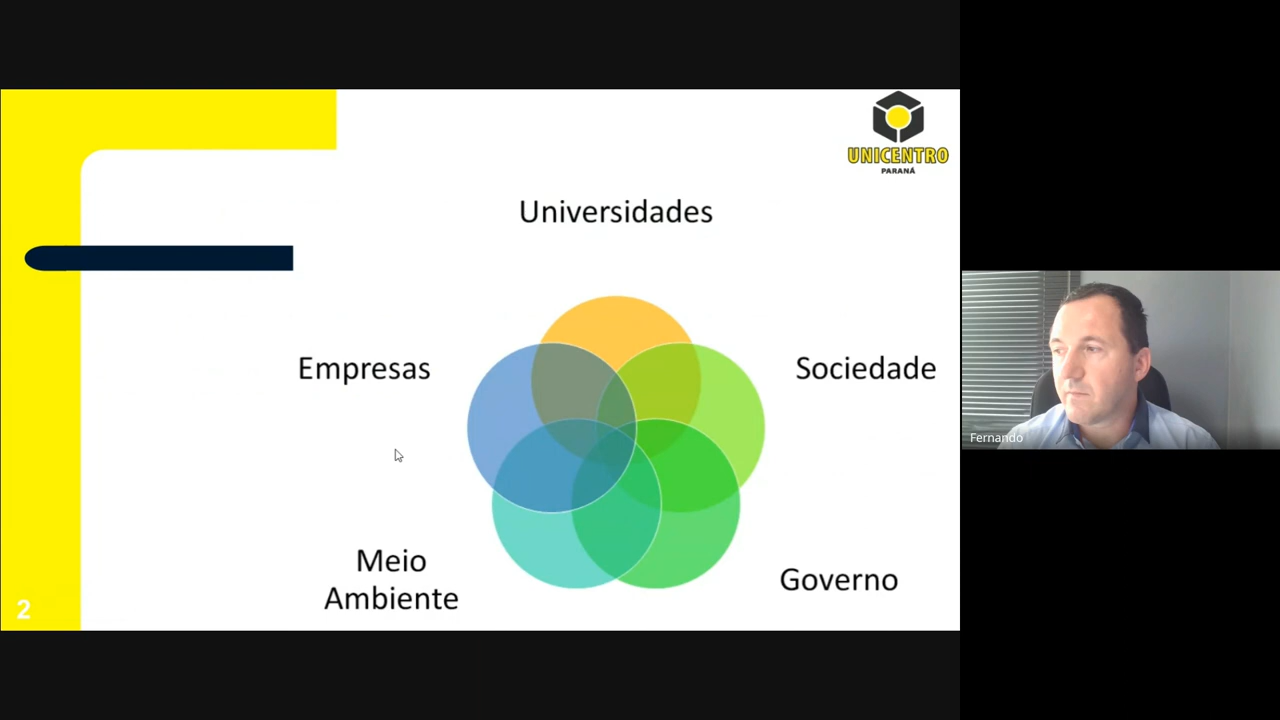 UNICENTRO
PARANÁ
Universidades
Empresas
Sociedade
Fernando
Meio
Ambiente
Governo
2